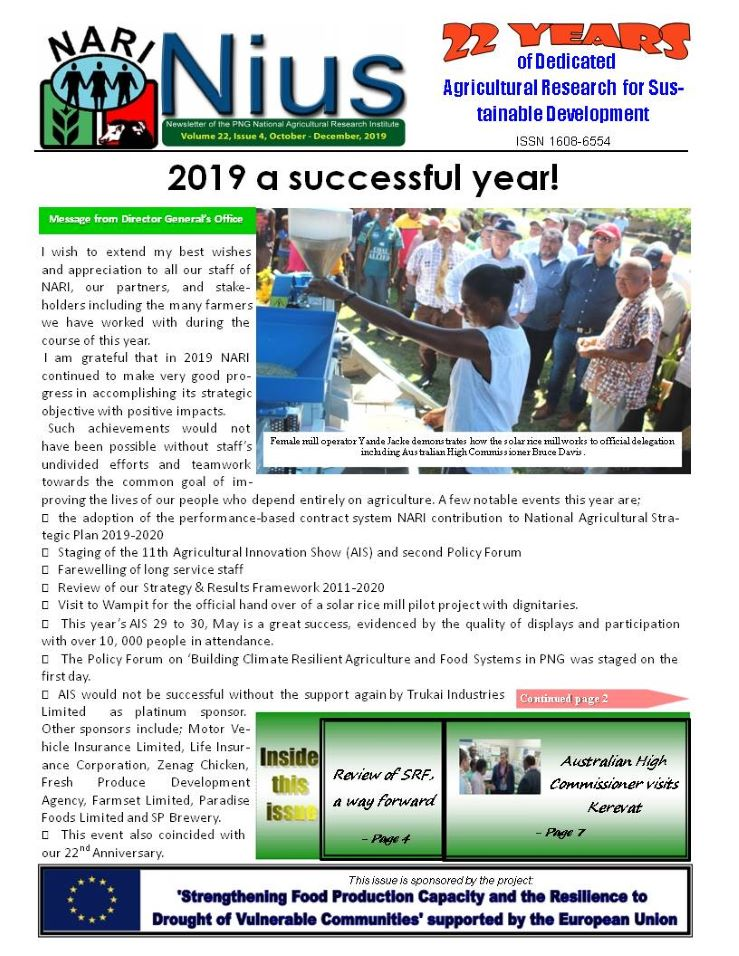 NARI
Nius
Newsletter of the PNG National Agricultural Research Institute
Volume 22, Issue 4, October - December, 2019
22 YEARS
of Dedicated
Agricultural Research for Sus-
tainable Development
ISSN 1608-6554
2019 a successful year!
Message from Director General's Office
I wish to extend my best wishes
and appreciation to all our staff of
NARI, our partners, and stake-
holders including the many farmers
we have worked with during the
course of this year.
I am grateful that in 2019 NARI
continued to make very good pro-
gress in accomplishing its strategic
objective with positive impacts.
Such achievements would not
have been possible without staff's
undivided efforts and teamwork
towards the common goal of im-
proving the lives of our people who depend entirely on agriculture. A few notable events this year are;
the adoption of the performance-based contract system NARI contribution to National Agricultural Stra-
tegic Plan 2019-2020
Staging of the 11th Agricultural Innovation Show (AIS) and second Policy Forum
Farewelling of long service staff
Review of our Strategy & Results Framework 2011-2020
Visit to Wampit for the official hand over of a solar rice mill pilot project with dignitaries.
This year's AIS 29 to 30, May is a great success, evidenced by the quality of displays and participation
with over 10, 000 people in attendance.
The Policy Forum on 'Building Climate Resilient Agriculture and Food Systems in PNG was staged on the
first day.
AIS would not be successful without the support again by Trukai Industries
Limited as platinum sponsor.
Other sponsors include; Motor Ve-
hicle Insurance Limited, Life Insur-
ance Corporation, Zenag Chicken,
Fresh Produce Development
Agency, Farmset Limited, Paradise
Foods Limited and SP Brewery.
This event also coincided with
our 22nd Anniversary.
Female mill operator Yande Jacke demonstrates how the solar rice mill works to official delegation
including Australian High Commissioner Bruce Davis .
Continued page 2
Inside
this
issue
Review of SRF,
a way forward
- Page 4
Australian High
Commissioner visits
Kerevat
- Page 7
This issue is sponsored by the project:
'Strengthening Food Production Capacity and the Resilience to
Drought of Vulnerable Communities' supported by the European Union